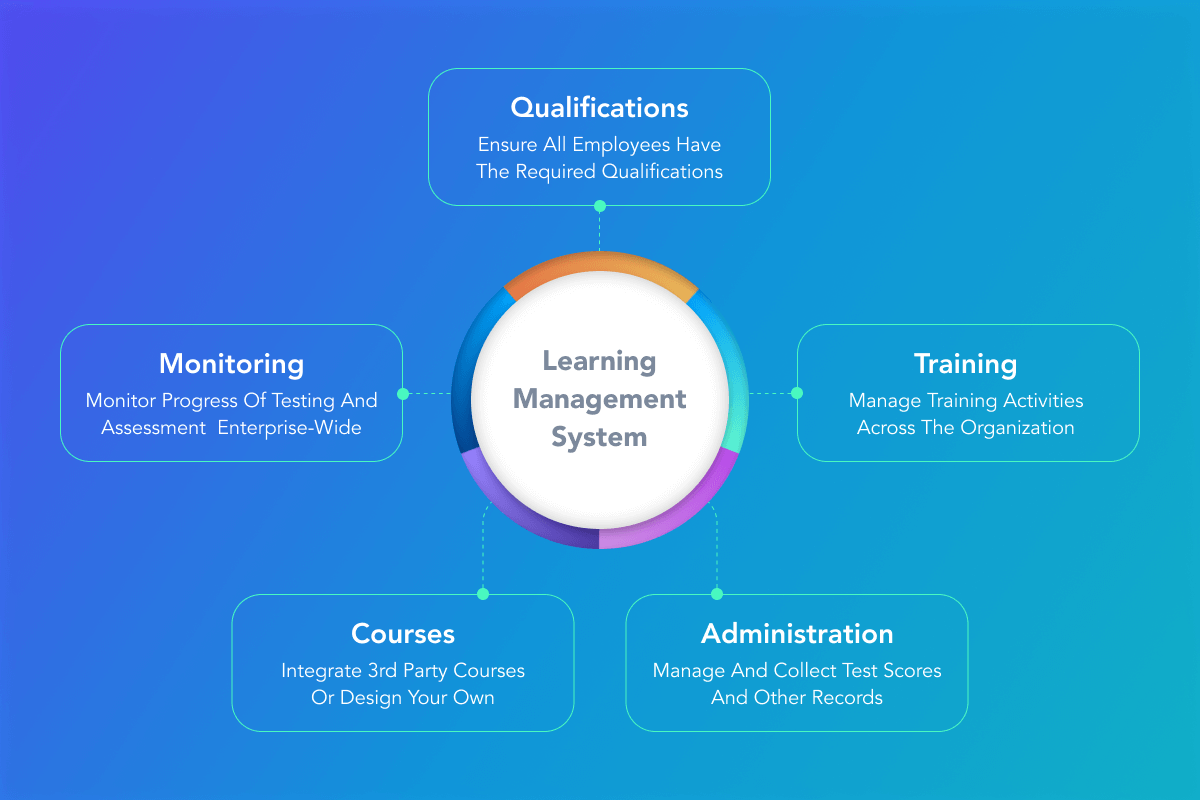 Qualifications
Ensure All Employees Have
The Required Qualifications
Monitoring
Monitor Progress Of Testing And
Assessment  Enterprise-Wide
Learning
Management
System
Training
Manage Training Activities
Across The Organization
Courses
Integrate 3rd Party Courses
Or Design Your Own
Administration
Manage And Collect Test Scores
And Other Records